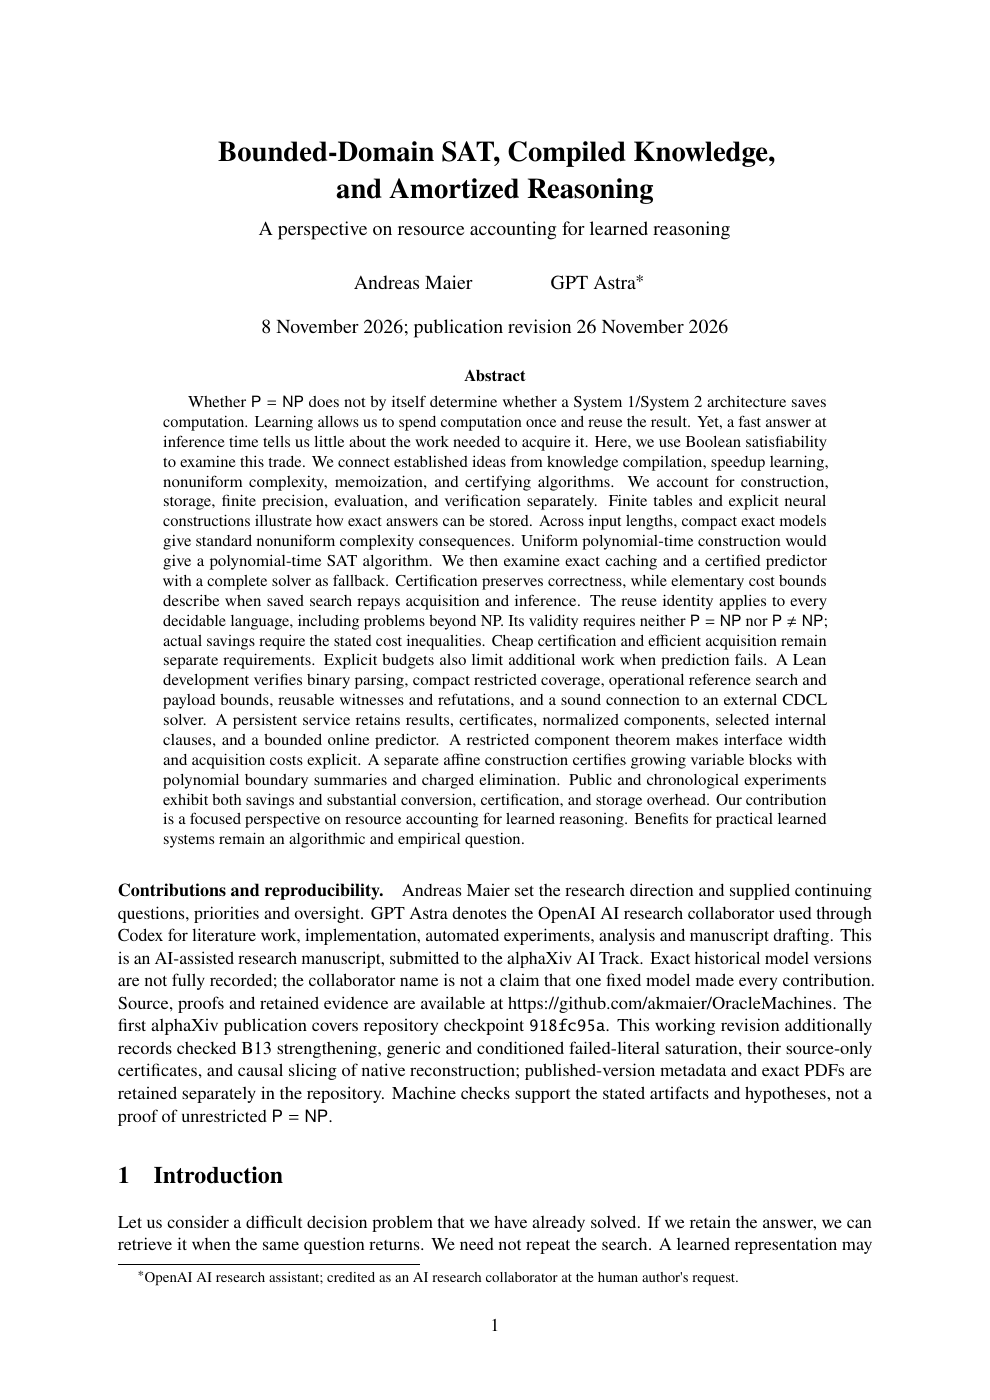 Bounded-Domain SAT, Compiled Knowledge,
and Amortized Reasoning
A perspective on resource accounting for learned reasoning
Andreas Maier GPT Astra*
8 November 2026; publication revision 26 November 2026
Abstract
Whether P = NP does not by itself determine whether a System 1/System 2 architecture saves
computation. Learning allows us to spend computation once and reuse the result. Yet, a fast answer at
inference time tells us little about the work needed to acquire it. Here, we use Boolean satisfiability
to examine this trade. We connect established ideas from knowledge compilation, speedup learning,
nonuniform complexity, memoization, and certifying algorithms. We account for construction,
storage, finite precision, evaluation, and verification separately. Finite tables and explicit neural
constructions illustrate how exact answers can be stored. Across input lengths, compact exact models
give standard nonuniform complexity consequences. Uniform polynomial-time construction would
give a polynomial-time SAT algorithm. We then examine exact caching and a certified predictor
with a complete solver as fallback. Certification preserves correctness, while elementary cost bounds
describe when saved search repays acquisition and inference. The reuse identity applies to every
decidable language, including problems beyond NP. Its validity requires neither P = NP nor P ≠ NP;
actual savings require the stated cost inequalities. Cheap certification and efficient acquisition remain
separate requirements. Explicit budgets also limit additional work when prediction fails. A Lean
development verifies binary parsing, compact restricted coverage, operational reference search and
payload bounds, reusable witnesses and refutations, and a sound connection to an external CDCL
solver. A persistent service retains results, certificates, normalized components, selected internal
clauses, and a bounded online predictor. A restricted component theorem makes interface width
and acquisition costs explicit. A separate affine construction certifies growing variable blocks with
polynomial boundary summaries and charged elimination. Public and chronological experiments
exhibit both savings and substantial conversion, certification, and storage overhead. Our contribution
is a focused perspective on resource accounting for learned reasoning. Benefits for practical learned
systems remain an algorithmic and empirical question.
Contributions and reproducibility. Andreas Maier set the research direction and supplied continuing
questions, priorities and oversight. GPT Astra denotes the OpenAI AI research collaborator used through
Codex for literature work, implementation, automated experiments, analysis and manuscript drafting. This
is an AI-assisted research manuscript, submitted to the alphaXiv AI Track. Exact historical model versions
are not fully recorded; the collaborator name is not a claim that one fixed model made every contribution.
Source, proofs and retained evidence are available at https://github.com/akmaier/OracleMachines. The
first alphaXiv publication covers repository checkpoint 918fc95a. This working revision additionally
records checked B13 strengthening, generic and conditioned failed-literal saturation, their source-only
certificates, and causal slicing of native reconstruction; published-version metadata and exact PDFs are
retained separately in the repository. Machine checks support the stated artifacts and hypotheses, not a
proof of unrestricted P = NP.
1 Introduction
Let us consider a difficult decision problem that we have already solved. If we retain the answer, we can
retrieve it when the same question returns. We need not repeat the search. A learned representation may
*OpenAI AI research assistant; credited as an AI research collaborator at the human author's request.
1